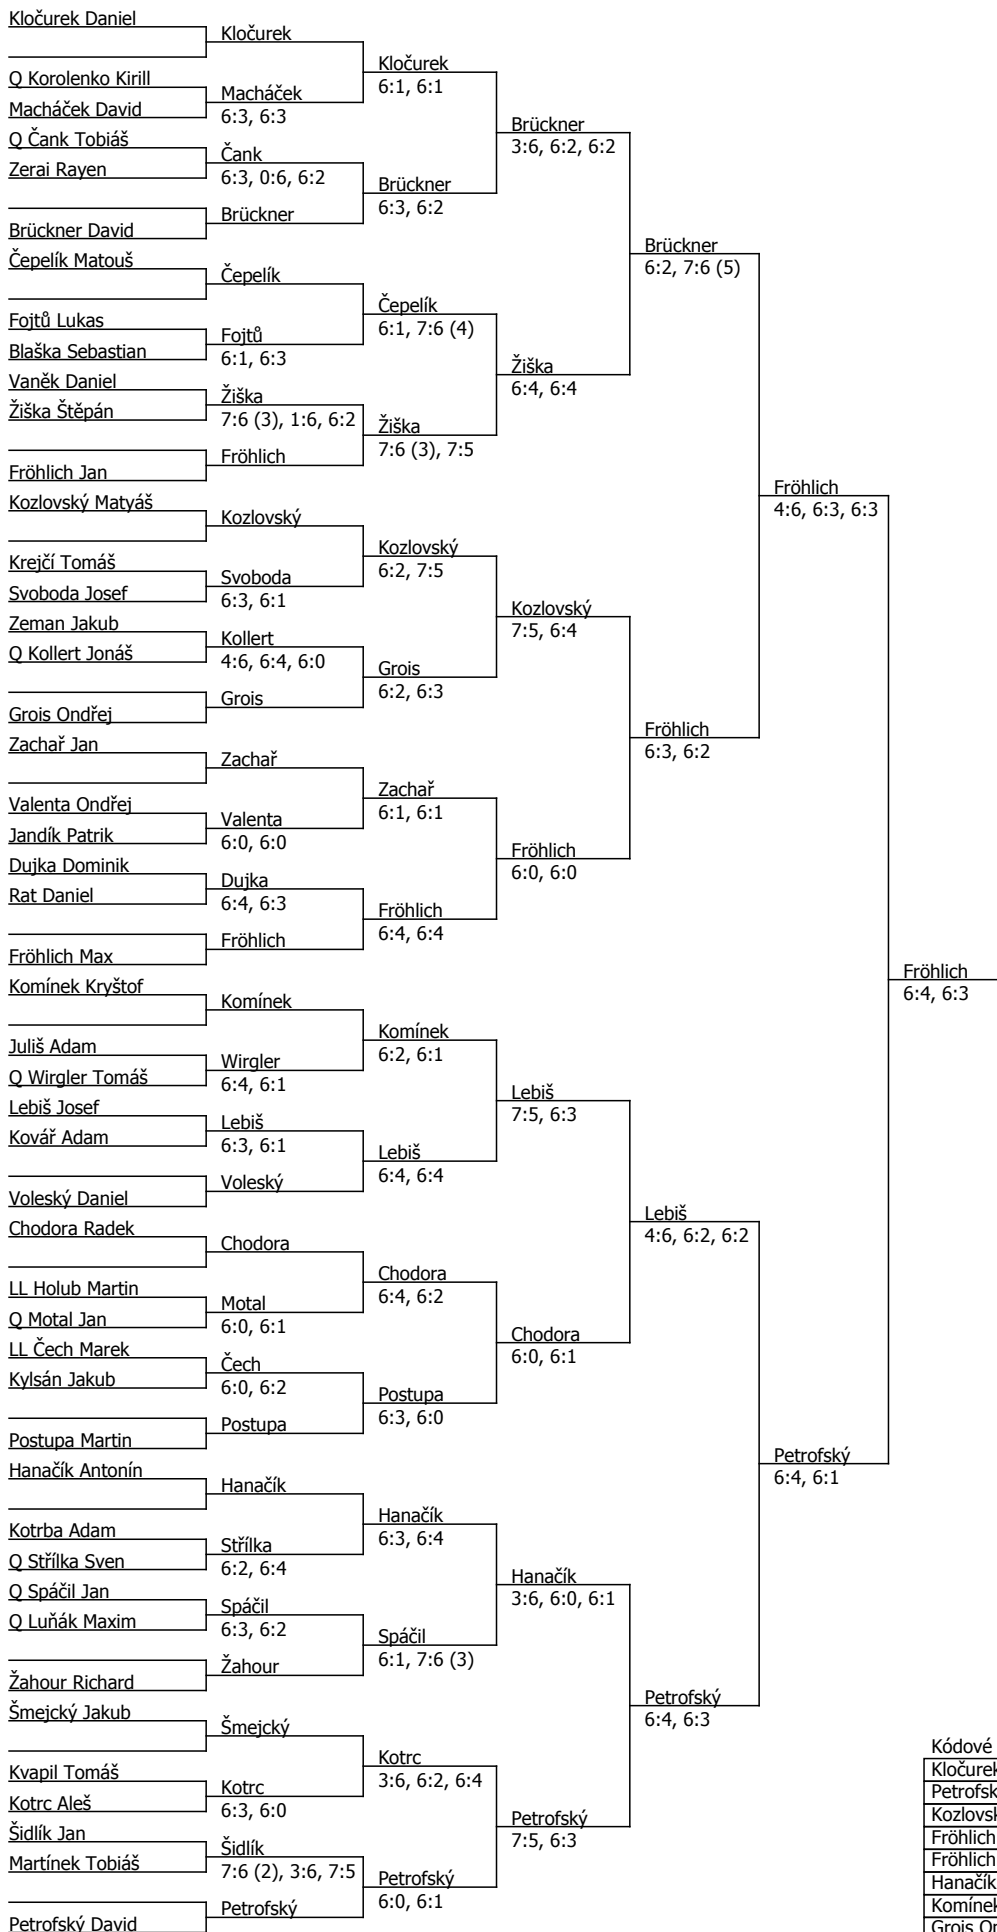 Kločurek Daniel
Kločurek
Kločurek
6:1, 6:1
Q Korolenko Kirill
Macháček
6:3, 6:3
Macháček David
Brückner
3:6, 6:2, 6:2
Q Čank Tobiáš
Čank
6:3, 0:6, 6:2
Zerai Rayen
Brückner
6:3, 6:2
Brückner
Brückner David
Brückner
6:2, 7:6 (5)
Čepelík Matouš
Čepelík
Čepelík
6:1, 7:6 (4)
Fojtů Lukas
Fojtů
6:1, 6:3
Blaška Sebastian
Žiška
6:4, 6:4
Vaněk Daniel
Žiška
7:6 (3), 1:6, 6:2
Žiška Štěpán
Žiška
7:6 (3), 7:5
Fröhlich
Fröhlich Jan
Fröhlich
4:6, 6:3, 6:3
Kozlovský Matyáš
Kozlovský
Kozlovský
6:2, 7:5
Krejčí Tomáš
Svoboda
6:3, 6:1
Svoboda Josef
Kozlovský
7:5, 6:4
Zeman Jakub
Kollert
4:6, 6:4, 6:0
Q Kollert Jonáš
Grois
6:2, 6:3
Grois
Grois Ondřej
Fröhlich
6:3, 6:2
Zachař Jan
Zachař
Zachař
6:1, 6:1
Valenta Ondřej
Valenta
6:0, 6:0
Jandík Patrik
Fröhlich
6:0, 6:0
Dujka Dominik
Dujka
6:4, 6:3
Rat Daniel
Fröhlich
6:4, 6:4
Fröhlich
Fröhlich Max
Fröhlich
6:4, 6:3
Komínek Kryštof
Komínek
Komínek
6:2, 6:1
Juliš Adam
Wirgler
6:4, 6:1
Q Wirgler Tomáš
Lebiš
7:5, 6:3
Lebiš Josef
Lebiš
6:3, 6:1
Kovář Adam
Lebiš
6:4, 6:4
Voleský
Voleský Daniel
Lebiš
4:6, 6:2, 6:2
Chodora Radek
Chodora
Chodora
6:4, 6:2
LL Holub Martin
Motal
6:0, 6:1
Q Motal Jan
Chodora
6:0, 6:1
LL Čech Marek
Čech
6:0, 6:2
Kylsán Jakub
Postupa
6:3, 6:0
Postupa
Postupa Martin
Petrofský
6:4, 6:1
Hanačík Antonín
Hanačík
Hanačík
6:3, 6:4
Kotrba Adam
Střílka
6:2, 6:4
Q Střílka Sven
Hanačík
3:6, 6:0, 6:1
Q Spáčil Jan
Spáčil
6:3, 6:2
Q Luňák Maxim
Spáčil
6:1, 7:6 (3)
Žahour
Žahour Richard
Petrofský
6:4, 6:3
Šmejcký Jakub
Šmejcký
Kotrc
3:6, 6:2, 6:4
Kvapil Tomáš
Kotrc
6:3, 6:0
Kotrc Aleš
Petrofský
7:5, 6:3
Šidlík Jan
Šidlík
7:6 (2), 3:6, 7:5
Martínek Tobiáš
Petrofský
6:0, 6:1
Petrofský
Petrofský David
Kódové
Kločurek
Petrofsk
Kozlovsk
Fröhlich
Fröhlich
Hanačík
Komínek
Grois On